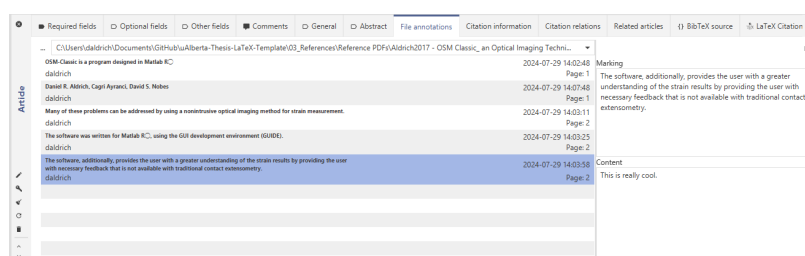 Required fields Optional fields Other fields Comments General Abstract File annotations Citation information Citation relations Related articles {} BibTeX source LaTeX Citation
... C:\Users\daldrich\Documents\GitHub\uAlberta-Thesis-LaTeX-Template\03_References\Reference PDFs\Aldrich2017 - OSM Classic_ an Optical Imaging Techni...
Article
OSM-Classic is a program designed in Matlab R◯ 2024-07-29 14:02:48
daldrich Page: 1
Daniel R. Aldrich, Cagri Ayranci, David S. Nobes 2024-07-29 14:07:48
daldrich Page: 1
Many of these problems can be addressed by using a nonintrusive optical imaging method for strain measurement. 2024-07-29 14:03:11
daldrich Page: 2
The software was written for Matlab R◯, using the GUI development environment (GUIDE). 2024-07-29 14:03:25
daldrich Page: 2
The software, additionally, provides the user with a greater understanding of the strain results by providing the user 2024-07-29 14:03:58
with necessary feedback that is not available with traditional contact extensometry.
daldrich Page: 2
Marking
The software, additionally, provides the user with a greater
understanding of the strain results by providing the user with
necessary feedback that is not available with traditional contact
extensometry.
Content
This is really cool.